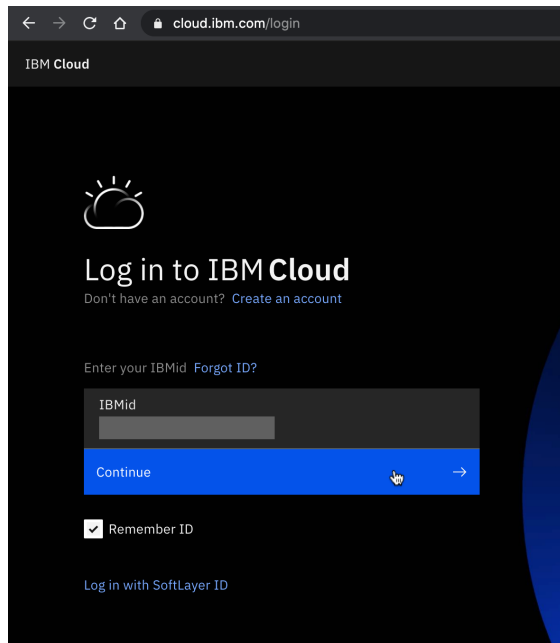 cloud.ibm.com/login
IBM Cloud
Log in to IBM Cloud
Don't have an account? Create an account
Enter your IBMid Forgot ID?
IBMid
Continue
Remember ID
Log in with SoftLayer ID